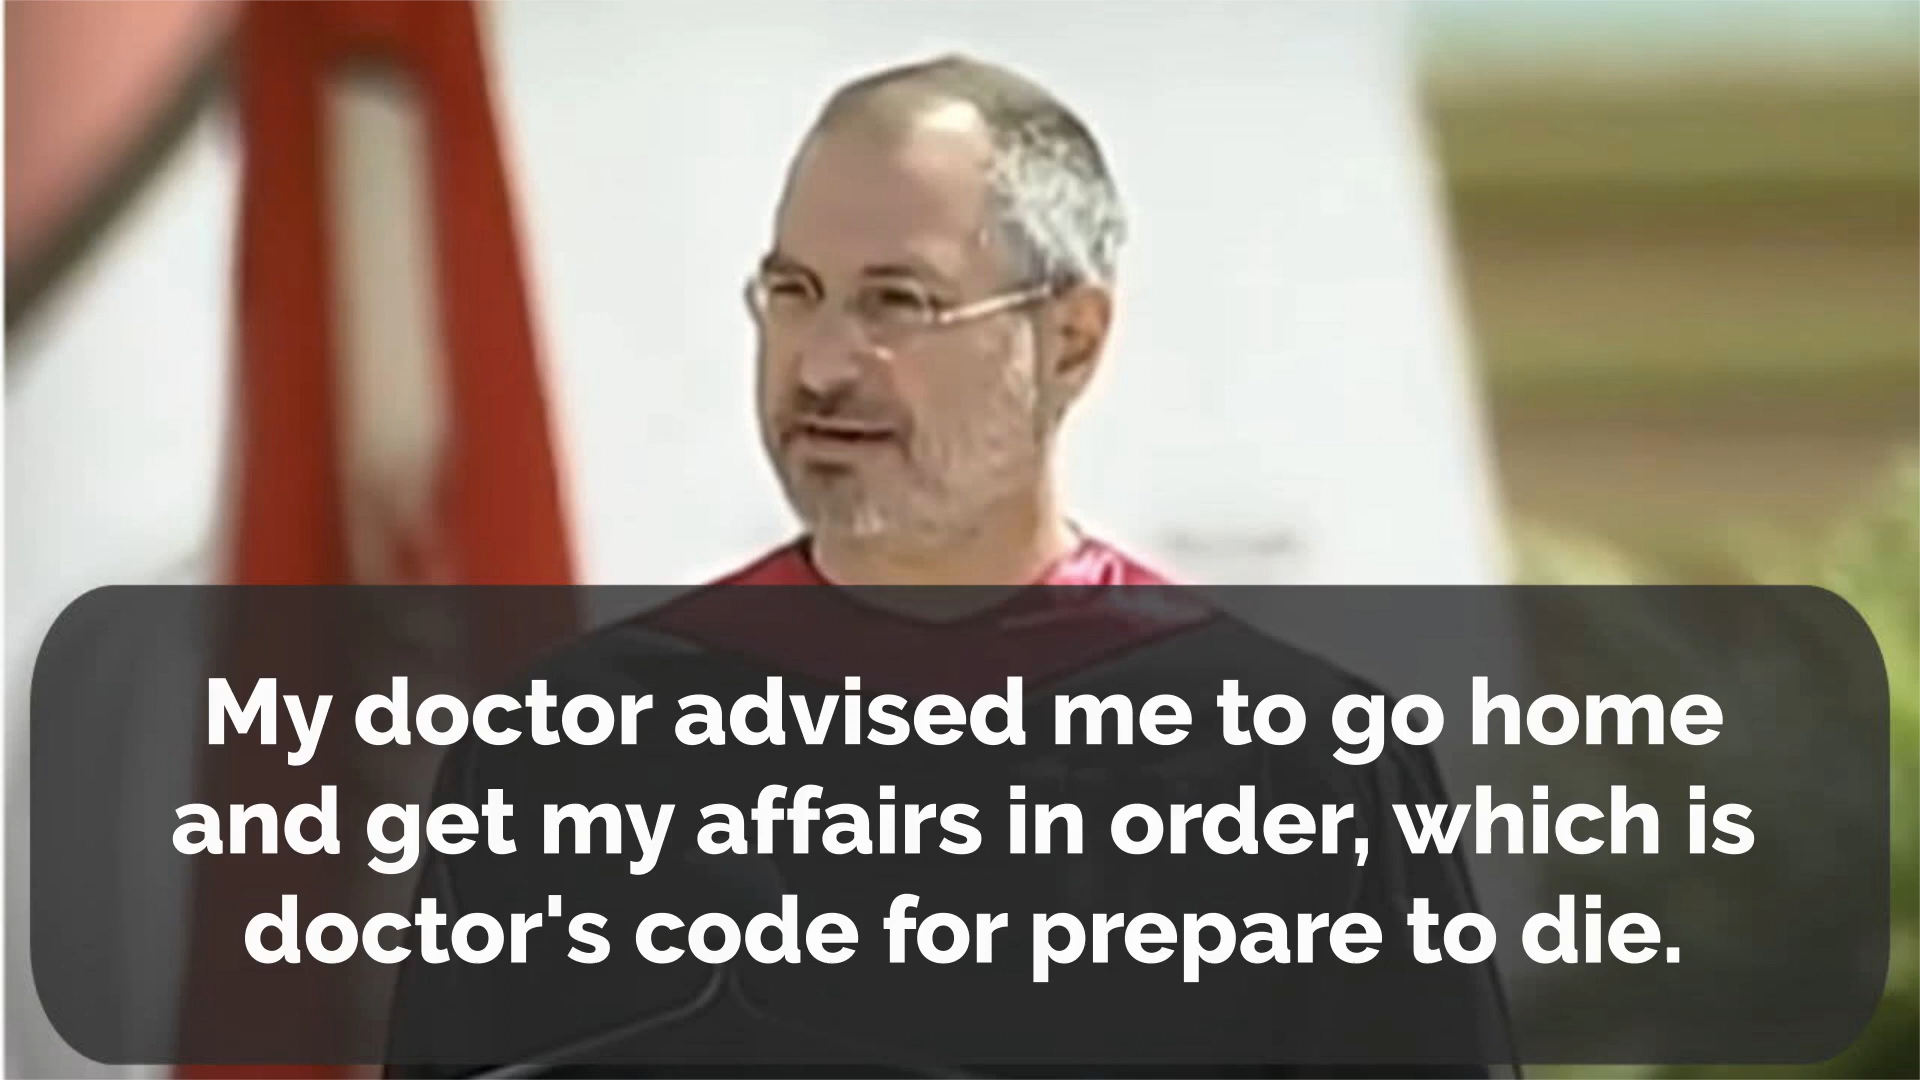 My doctor advised me to go home
and get my affairs in order, which is
doctor's code for prepare to die.